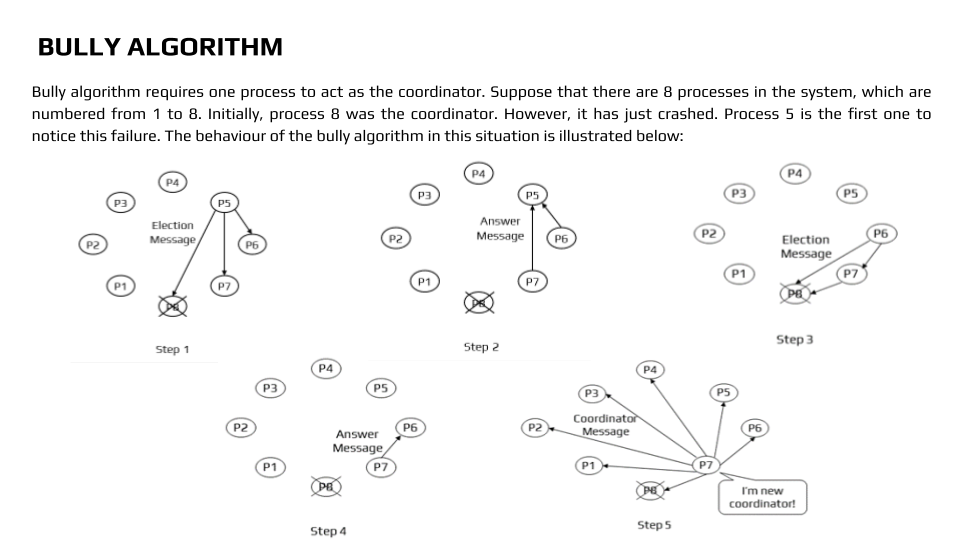 BULLY ALGORITHM
Bully algorithm requires one process to act as the coordinator. Suppose that there are 8 processes in the system, which are
numbered from 1 to 8. Initially, process 8 was the coordinator. However, it has just crashed. Process 5 is the first one to
notice this failure. The behaviour of the bully algorithm in this situation is illustrated below:
P4
P3
P5
Election
Message
P2
P6
P1
P7
P8
Step 1
P4
P3
P5
Answer
Message
P2
P6
P1
P7
P8
Step 2
P4
P3
P5
P2
P6
Election
Message
P1
P7
P8
Step 3
P4
P3
P5
P2
P6
Answer
Message
P1
P7
P8
Step 4
P4
P3
P5
Coordinator
Message
P2
P6
P1
P7
P8
I'm new
coordinator!
Step 5